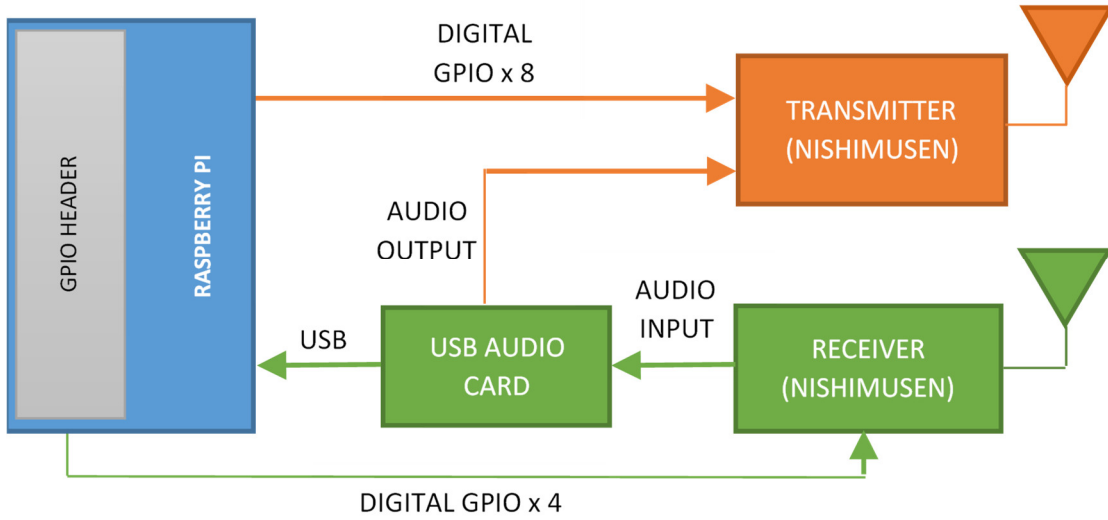 DIGITAL
GPIO x 8
TRANSMITTER
(NISHIMUSEN)
GPIO HEADER
RASPBERRY PI
AUDIO
OUTPUT
AUDIO
INPUT
USB
USB AUDIO
CARD
RECEIVER
(NISHIMUSEN)
DIGITAL GPIO x 4